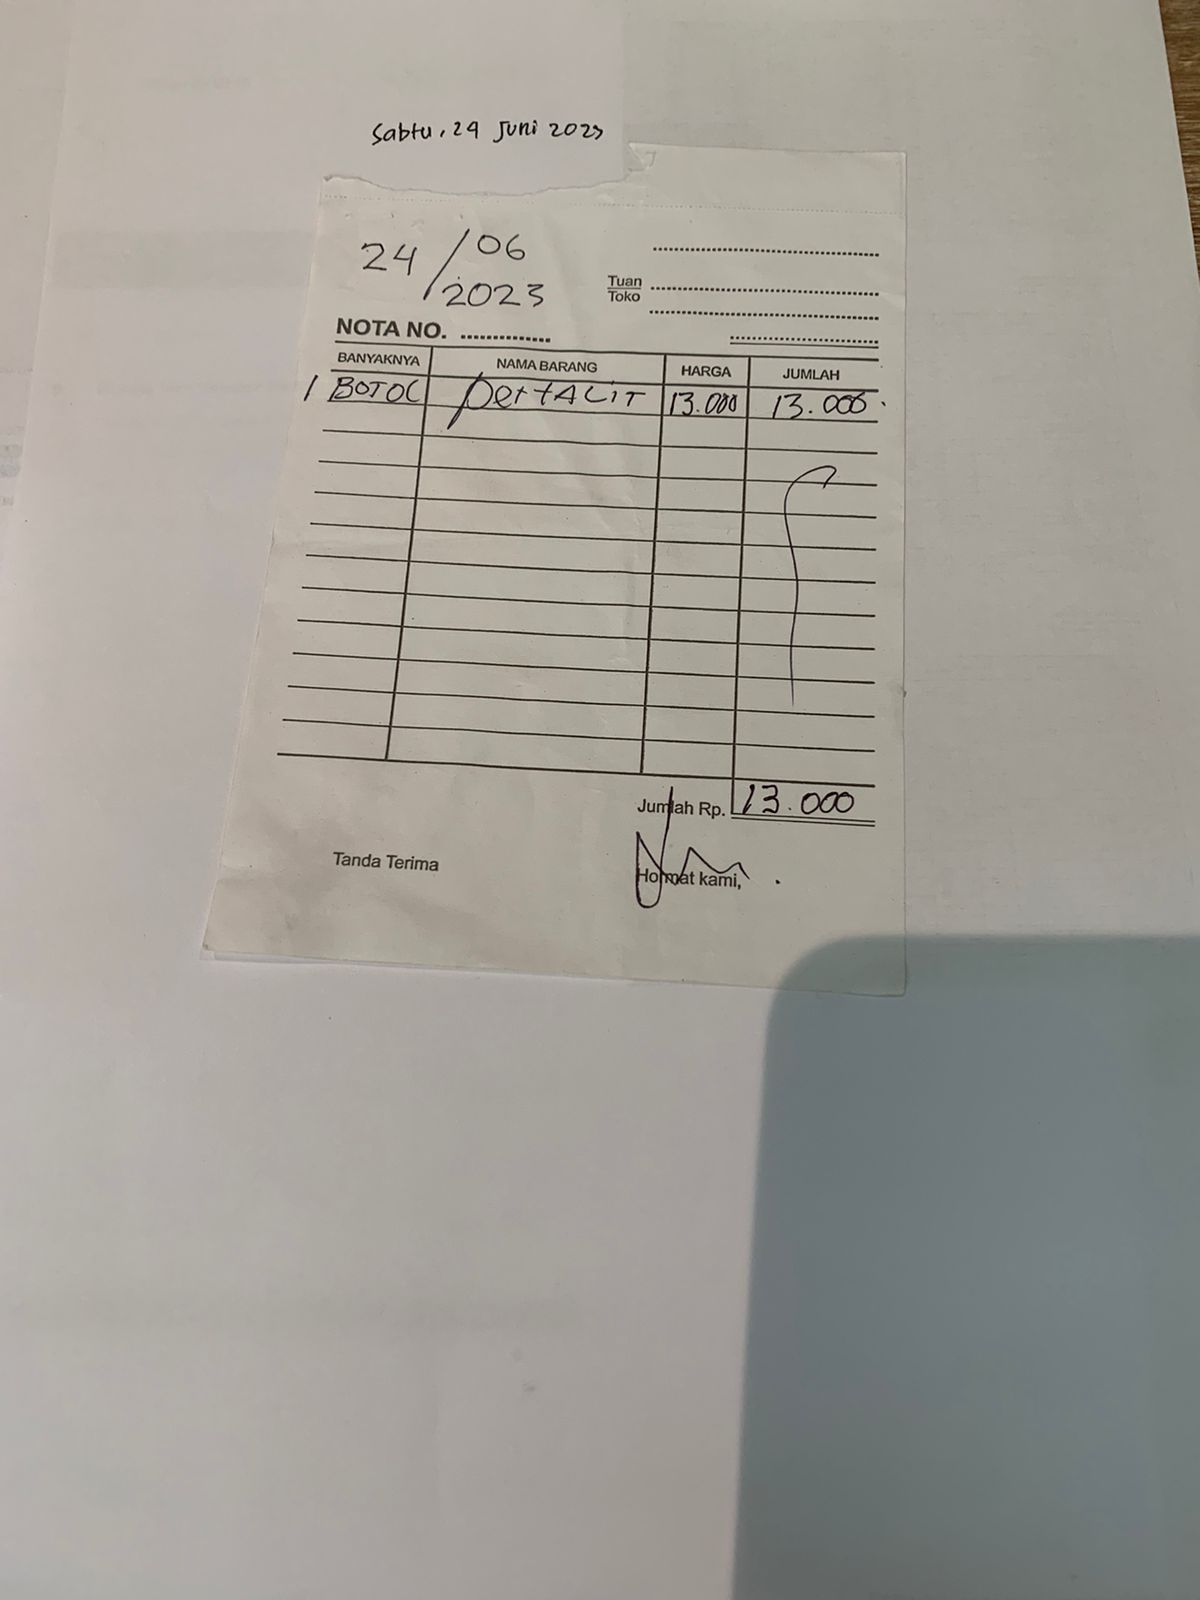 Sabtu, 24 Juni 2023
24/06
2023
Tuan
Toko
NOTA NO. ..............
BANYAKNYA NAMA BARANG HARGA JUMLAH
1 BOTOL pertALiT 13.000 13.000.
Jumlah Rp. 13.000
Tanda Terima Hormat kami,